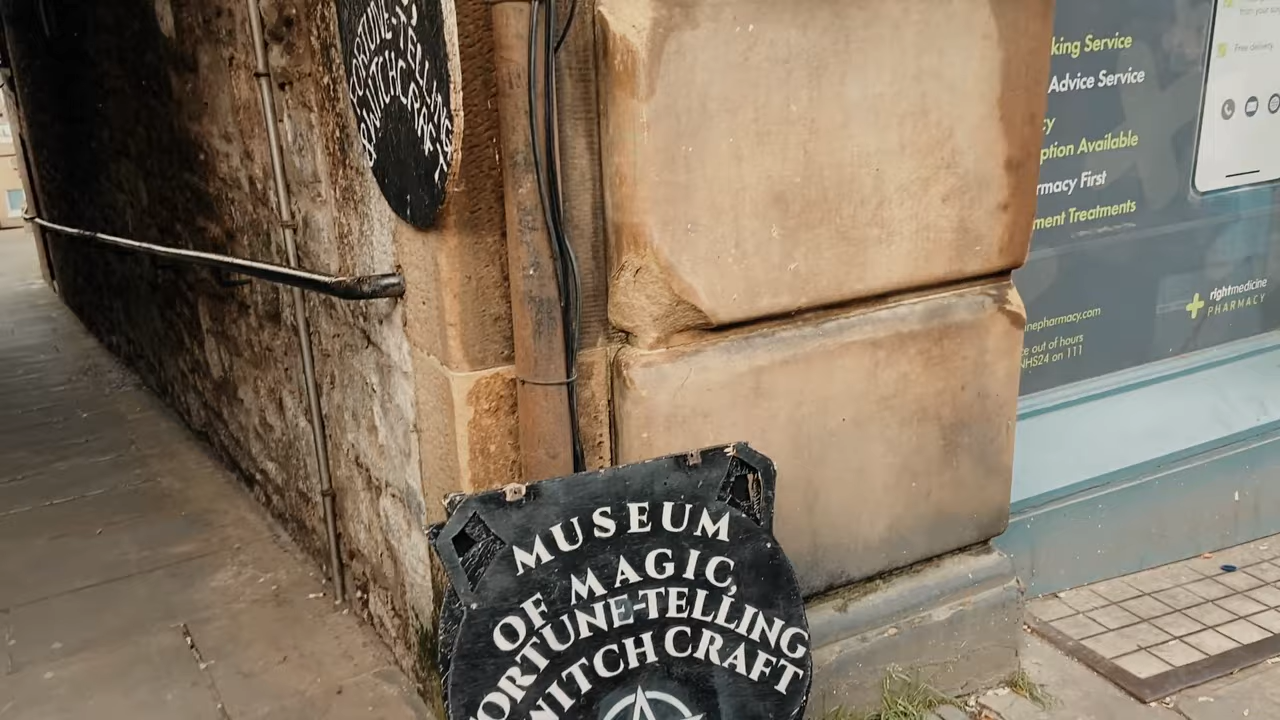 FORTUNE-TELLING
WITCHCRAFT
MUSEUM
OF MAGIC,
FORTUNE-TELLING
WITCHCRAFT
king Service
Advice Service
cy
ption Available
rmacy First
ment Treatments
inepharmacy.com
e out of hours
NHS24 on 111
rightmedicine
PHARMACY
Free delivery